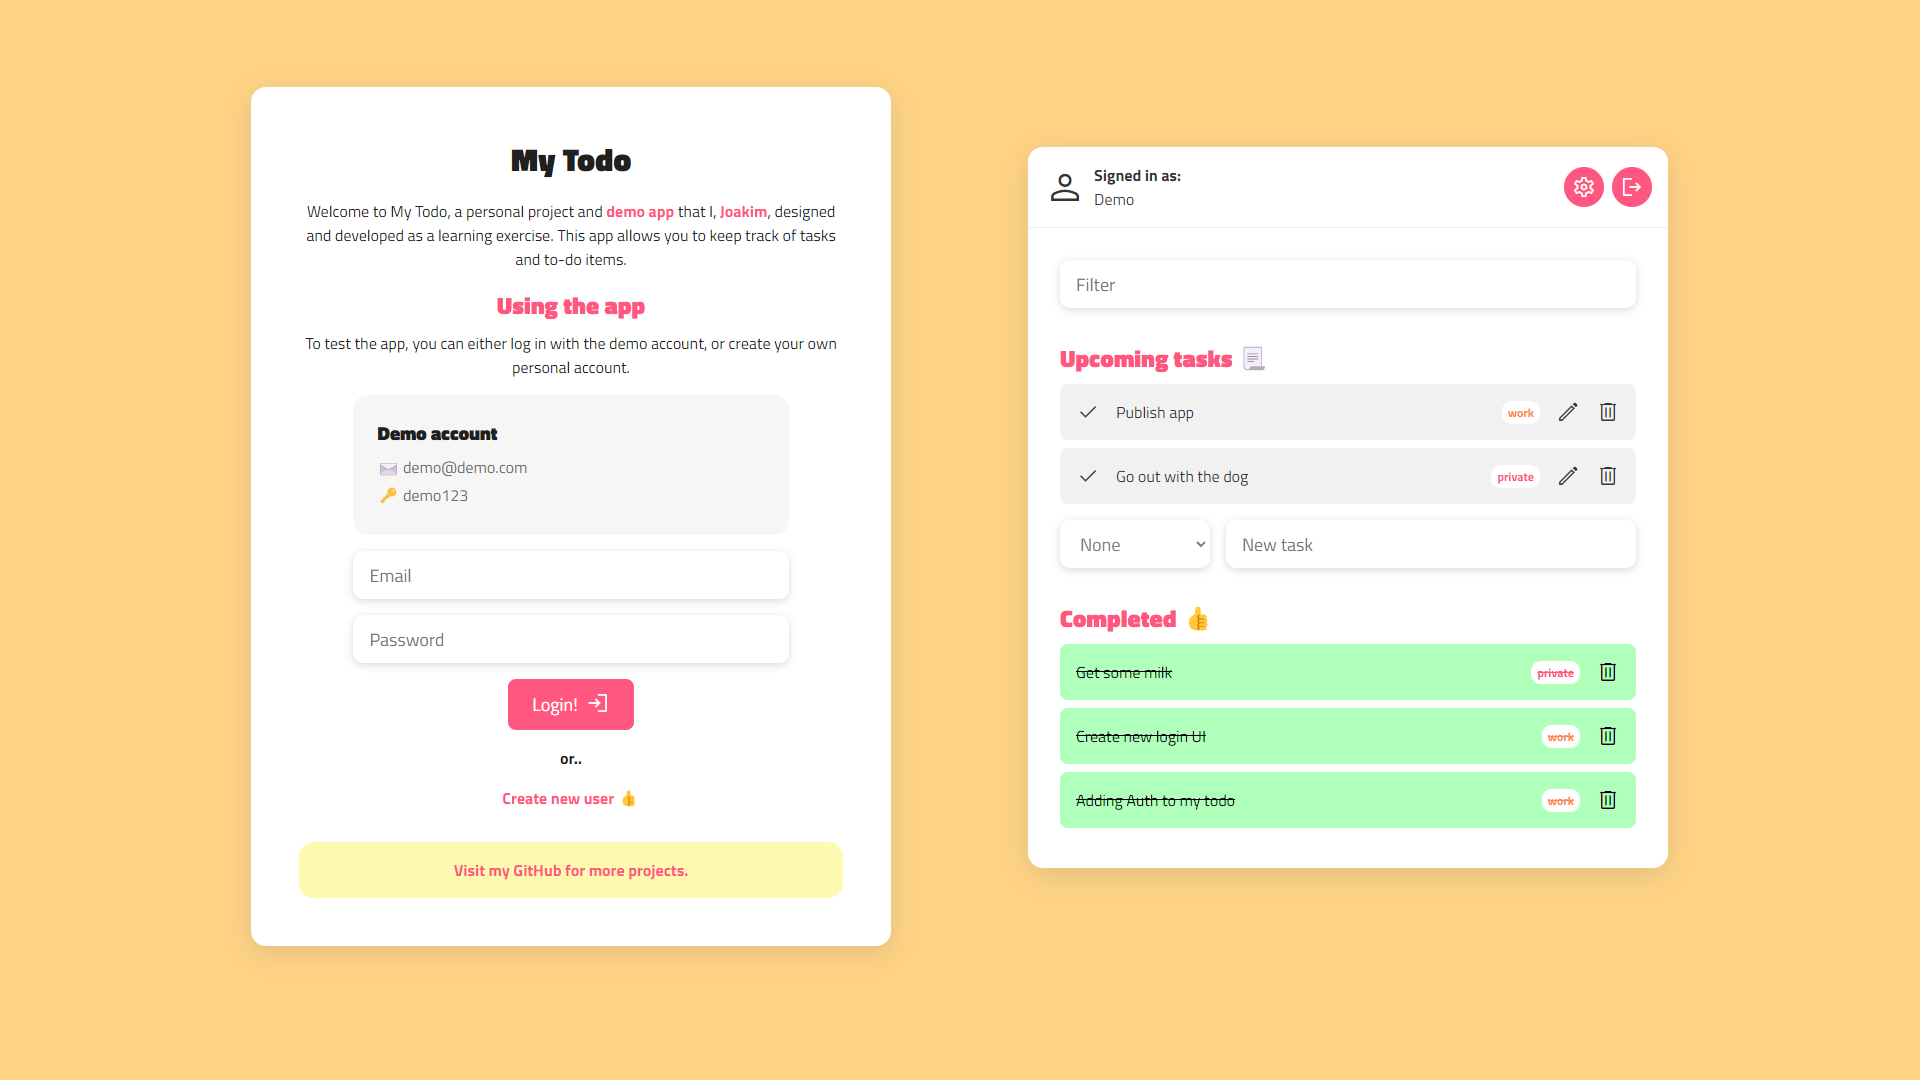 My Todo
Welcome to My Todo, a personal project and demo app that I, Joakim, designed
and developed as a learning exercise. This app allows you to keep track of tasks
and to-do items.
Using the app
To test the app, you can either log in with the demo account, or create your own
personal account.
Demo account
demo@demo.com
demo123
Email
Password
Login!
or..
Create new user
Visit my GitHub for more projects.
Signed in as:
Demo
Filter
Upcoming tasks
Publish app work
Go out with the dog private
None New task
Completed
Get some milk private
Create new login UI work
Adding Auth to my todo work